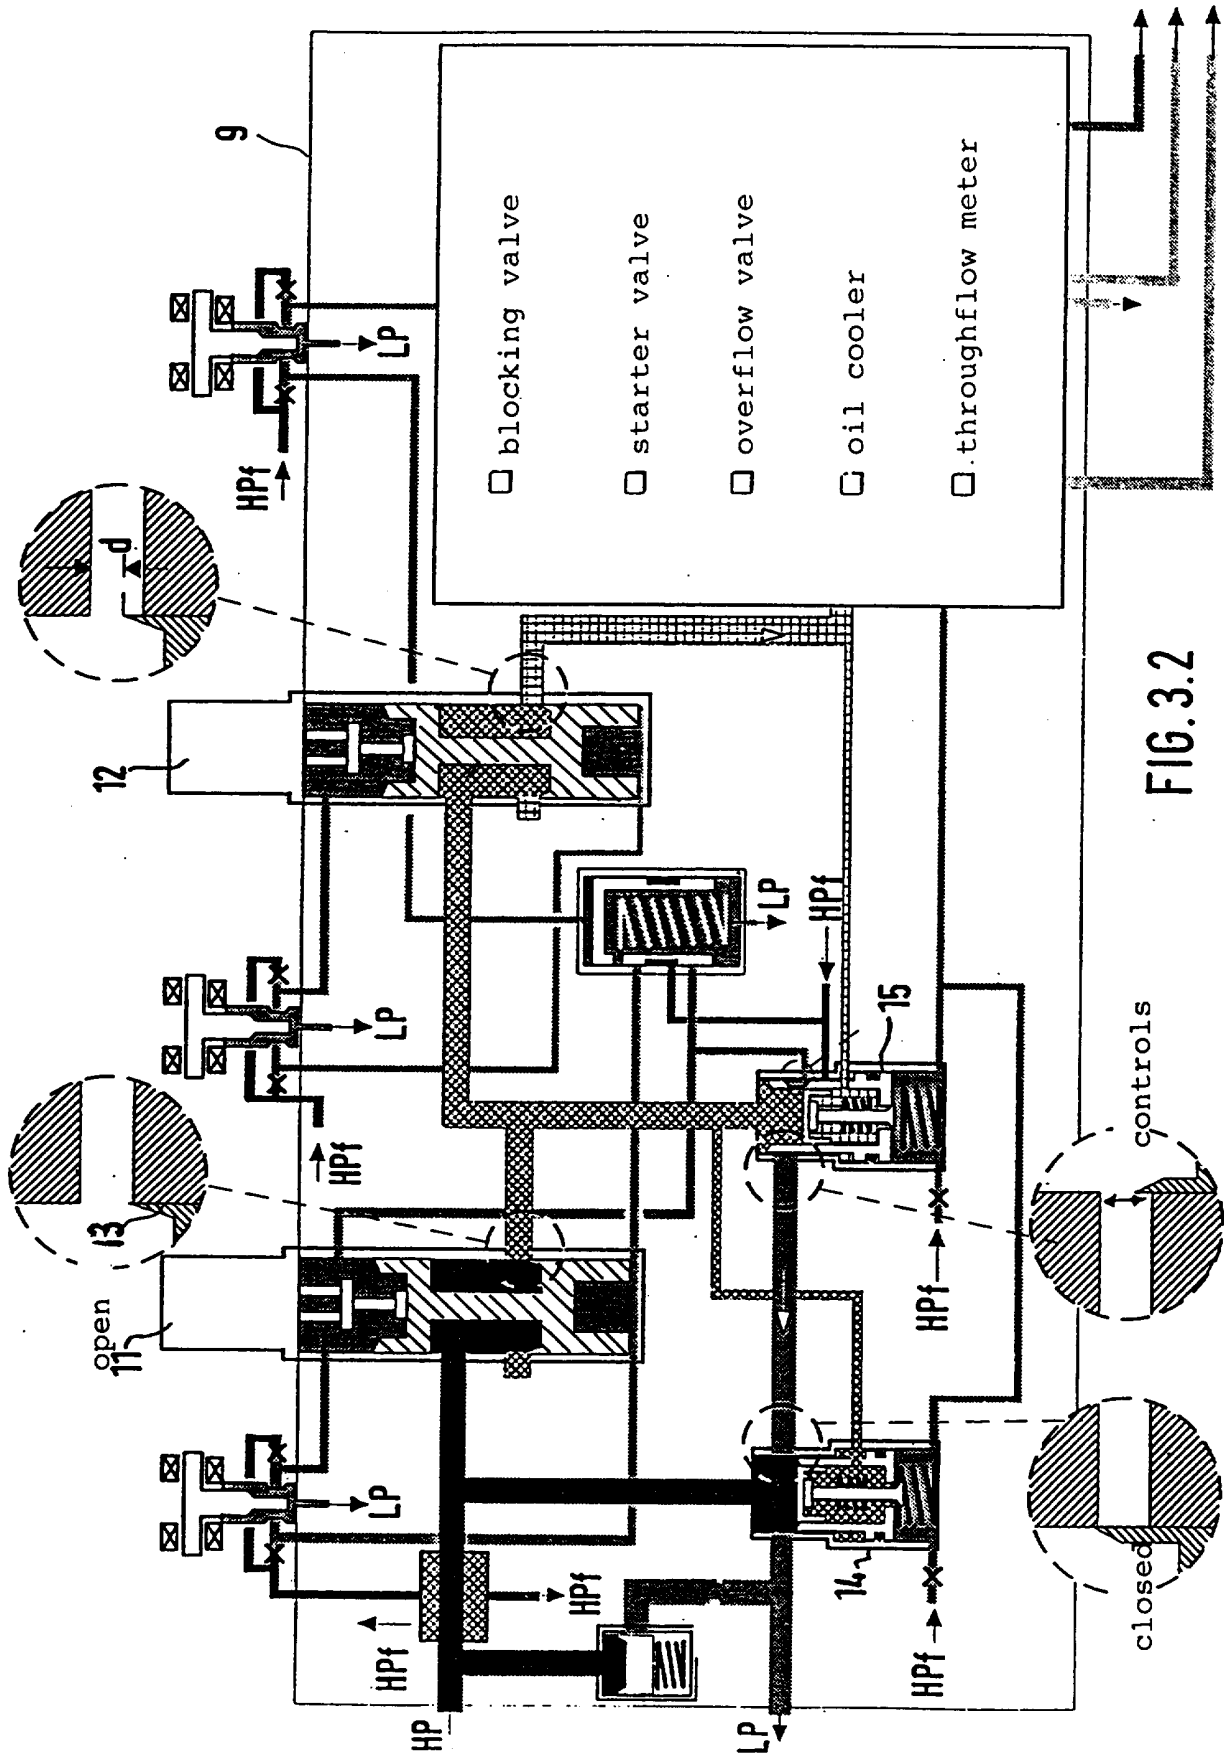 9
HPf
LP
d
12
□ blocking valve
□ starter valve
□ overflow valve
□ oil cooler
□ throughflow meter
LP
HPf
13
open
11
LP
HPf
LP
HPf
15
HPf
controls
HPf
HP
LP
14
HPf
closed
FIG. 3.2